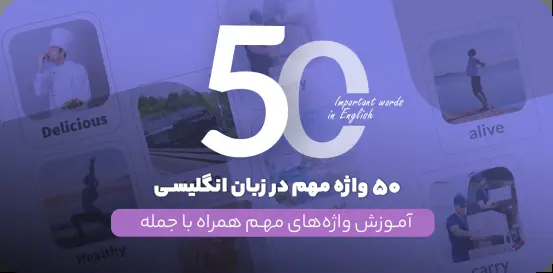 50
Important words
in English
Delicious
alive
۵۰ واژه مهم در زبان انگلیسی
آموزش واژه‌های مهم همراه با جمله
Healthy
carry